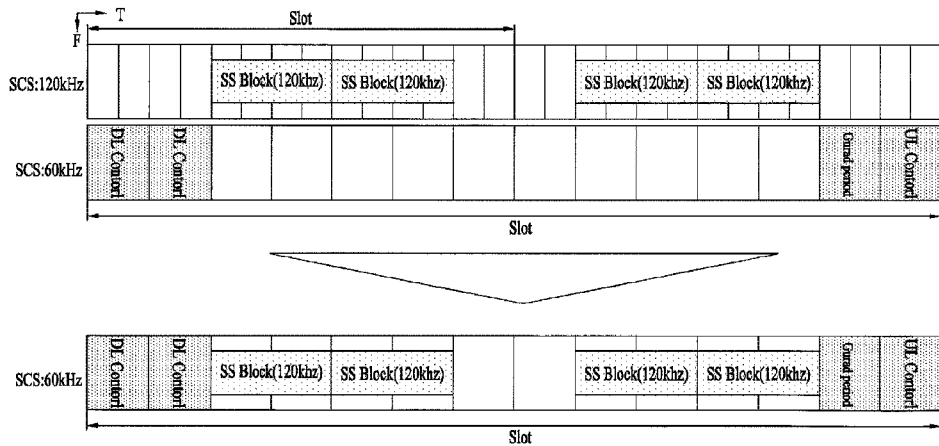 T
Slot
F
SCS:120kHz
SS Block(120khz)
SS Block(120khz)
SS Block(120khz)
SS Block(120khz)
SCS:60kHz
DL Contorl
DL Contorl
Gurad period
UL Contorl
Slot
SCS:60kHz
DL Contorl
DL Contorl
SS Block(120khz)
SS Block(120khz)
SS Block(120khz)
SS Block(120khz)
Gurad period
UL Contorl
Slot